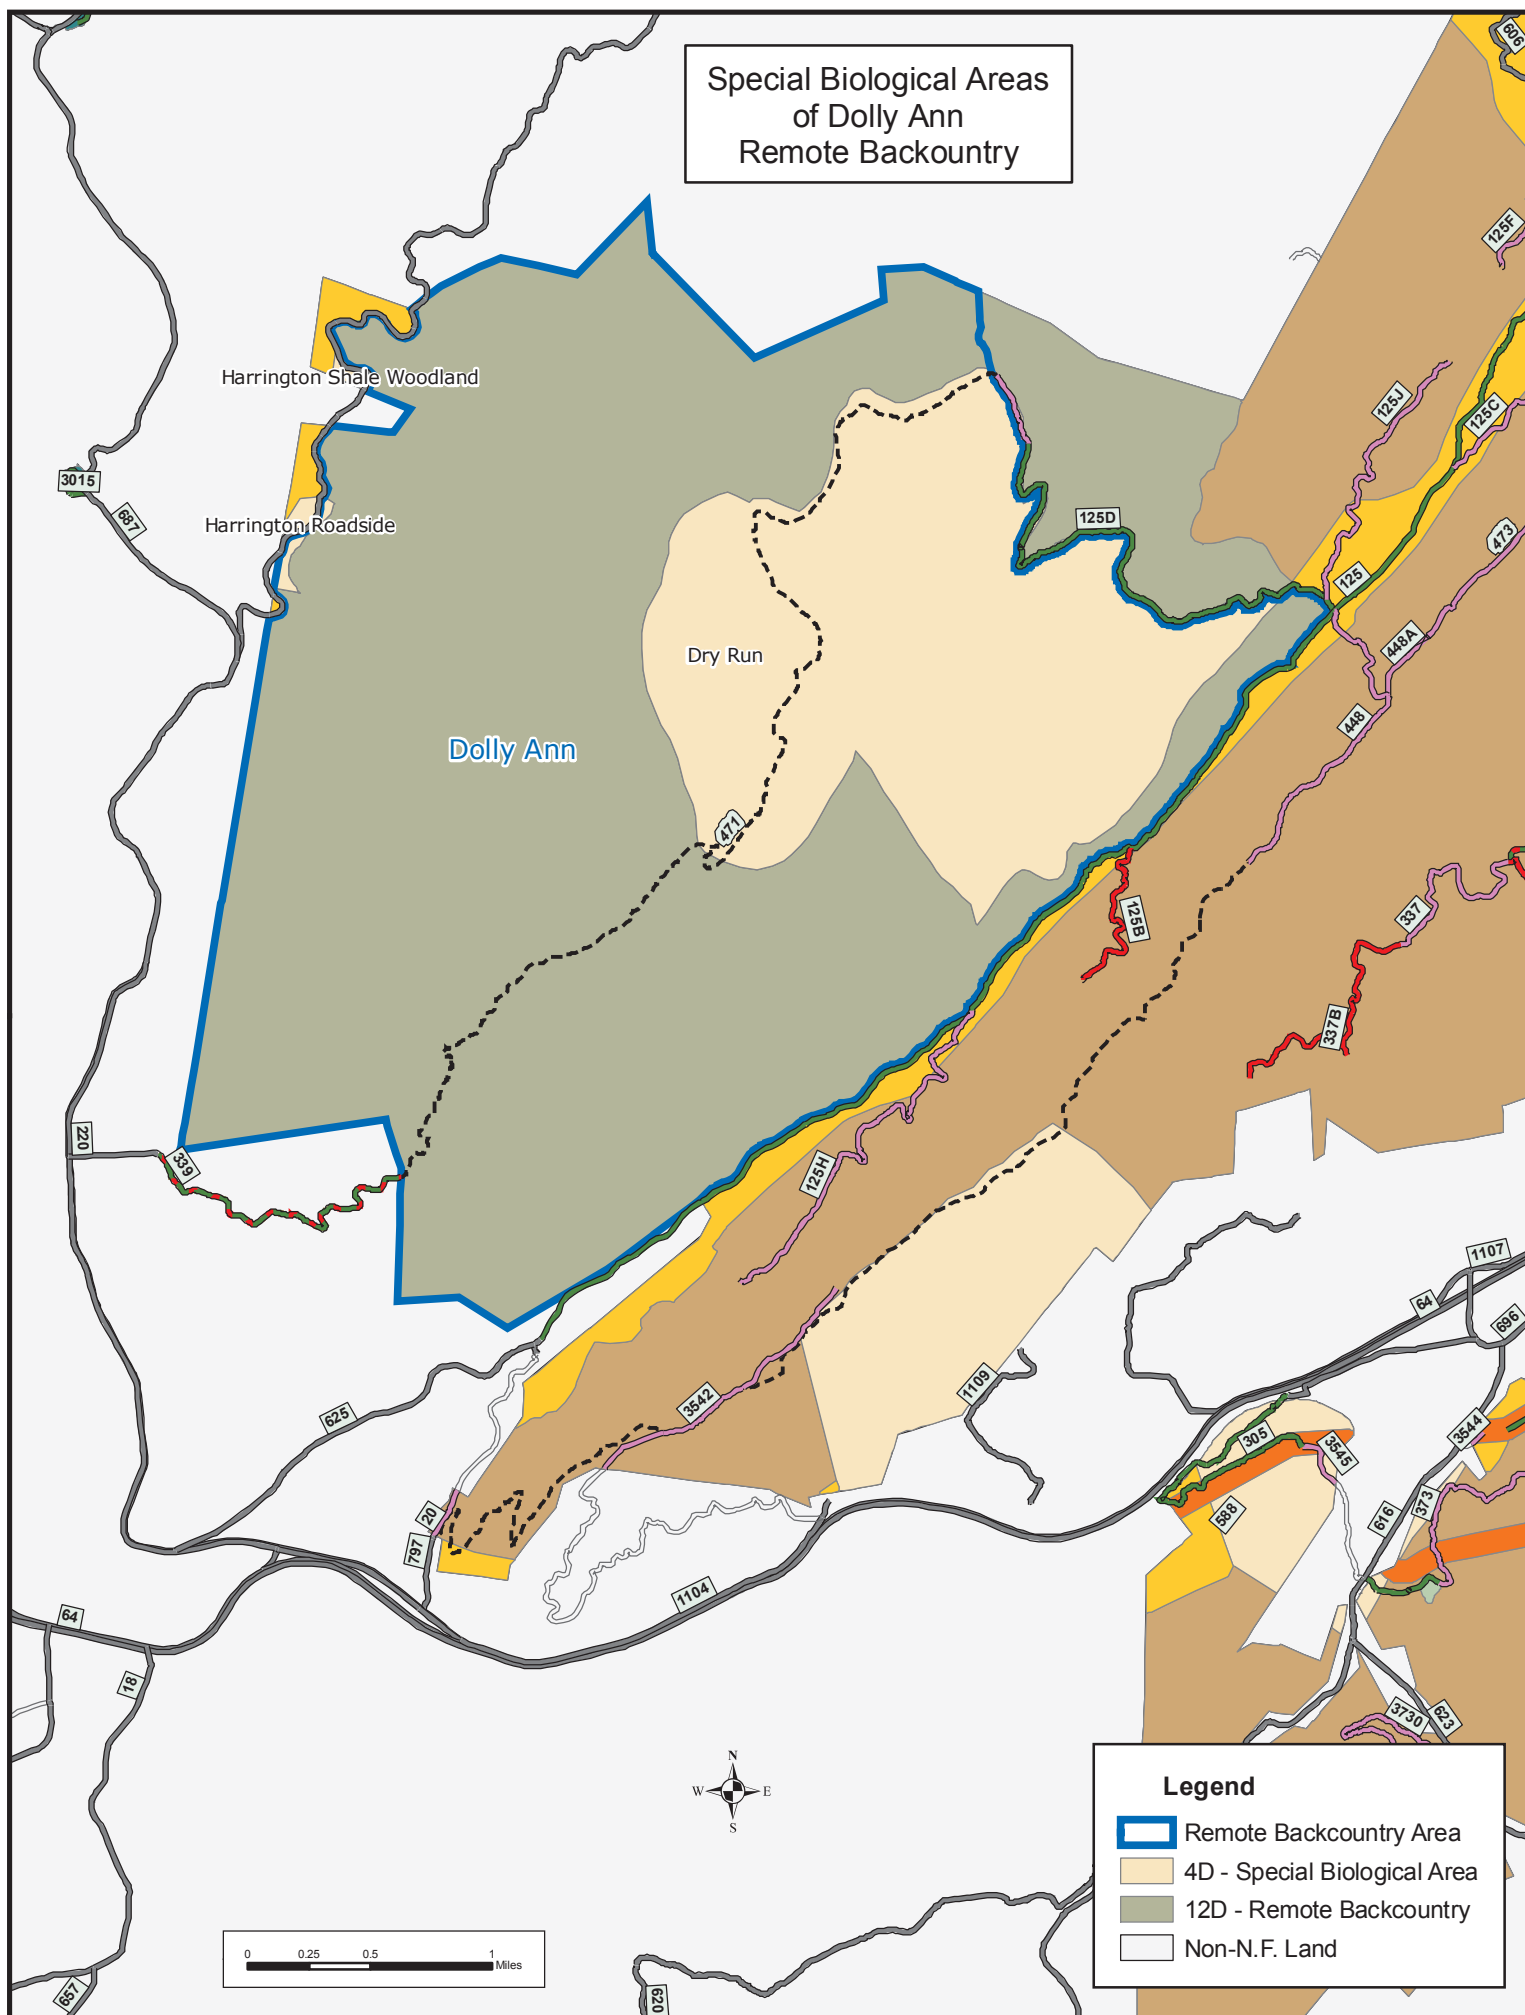 Special Biological Areas
of Dolly Ann
Remote Backountry
606
125F
Harrington Shale Woodland
125J
125C
3015
687
Harrington Roadside
125D
473
125
448A
Dry Run
448
Dolly Ann
471
125B
337
337B
220
339
125H
1107
64
696
1109
3542
625
305
3545
3544
20
588
373
616
797
1104
64
18
3730
623
N
W E
S
Legend
Remote Backcountry Area
4D - Special Biological Area
12D - Remote Backcountry
Non-N.F. Land
0 0.25 0.5 1
Miles
657
620